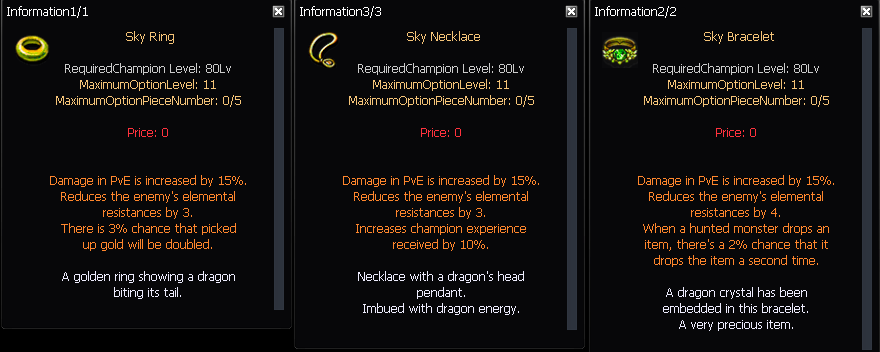 Information1/1
Sky Ring
RequiredChampion Level: 80Lv
MaximumOptionLevel: 11
MaximumOptionPieceNumber: 0/5
Price: 0
Damage in PvE is increased by 15%.
Reduces the enemy's elemental
resistances by 3.
There is 3% chance that picked
up gold will be doubled.
A golden ring showing a dragon
biting its tail.
Information3/3
Sky Necklace
RequiredChampion Level: 80Lv
MaximumOptionLevel: 11
MaximumOptionPieceNumber: 0/5
Price: 0
Damage in PvE is increased by 15%.
Reduces the enemy's elemental
resistances by 3.
Increases champion experience
received by 10%.
Necklace with a dragon's head
pendant.
Imbued with dragon energy.
Information2/2
Sky Bracelet
RequiredChampion Level: 80Lv
MaximumOptionLevel: 11
MaximumOptionPieceNumber: 0/5
Price: 0
Damage in PvE is increased by 15%.
Reduces the enemy's elemental
resistances by 4.
When a hunted monster drops an
item, there's a 2% chance that it
drops the item a second time.
A dragon crystal has been
embedded in this bracelet.
A very precious item.